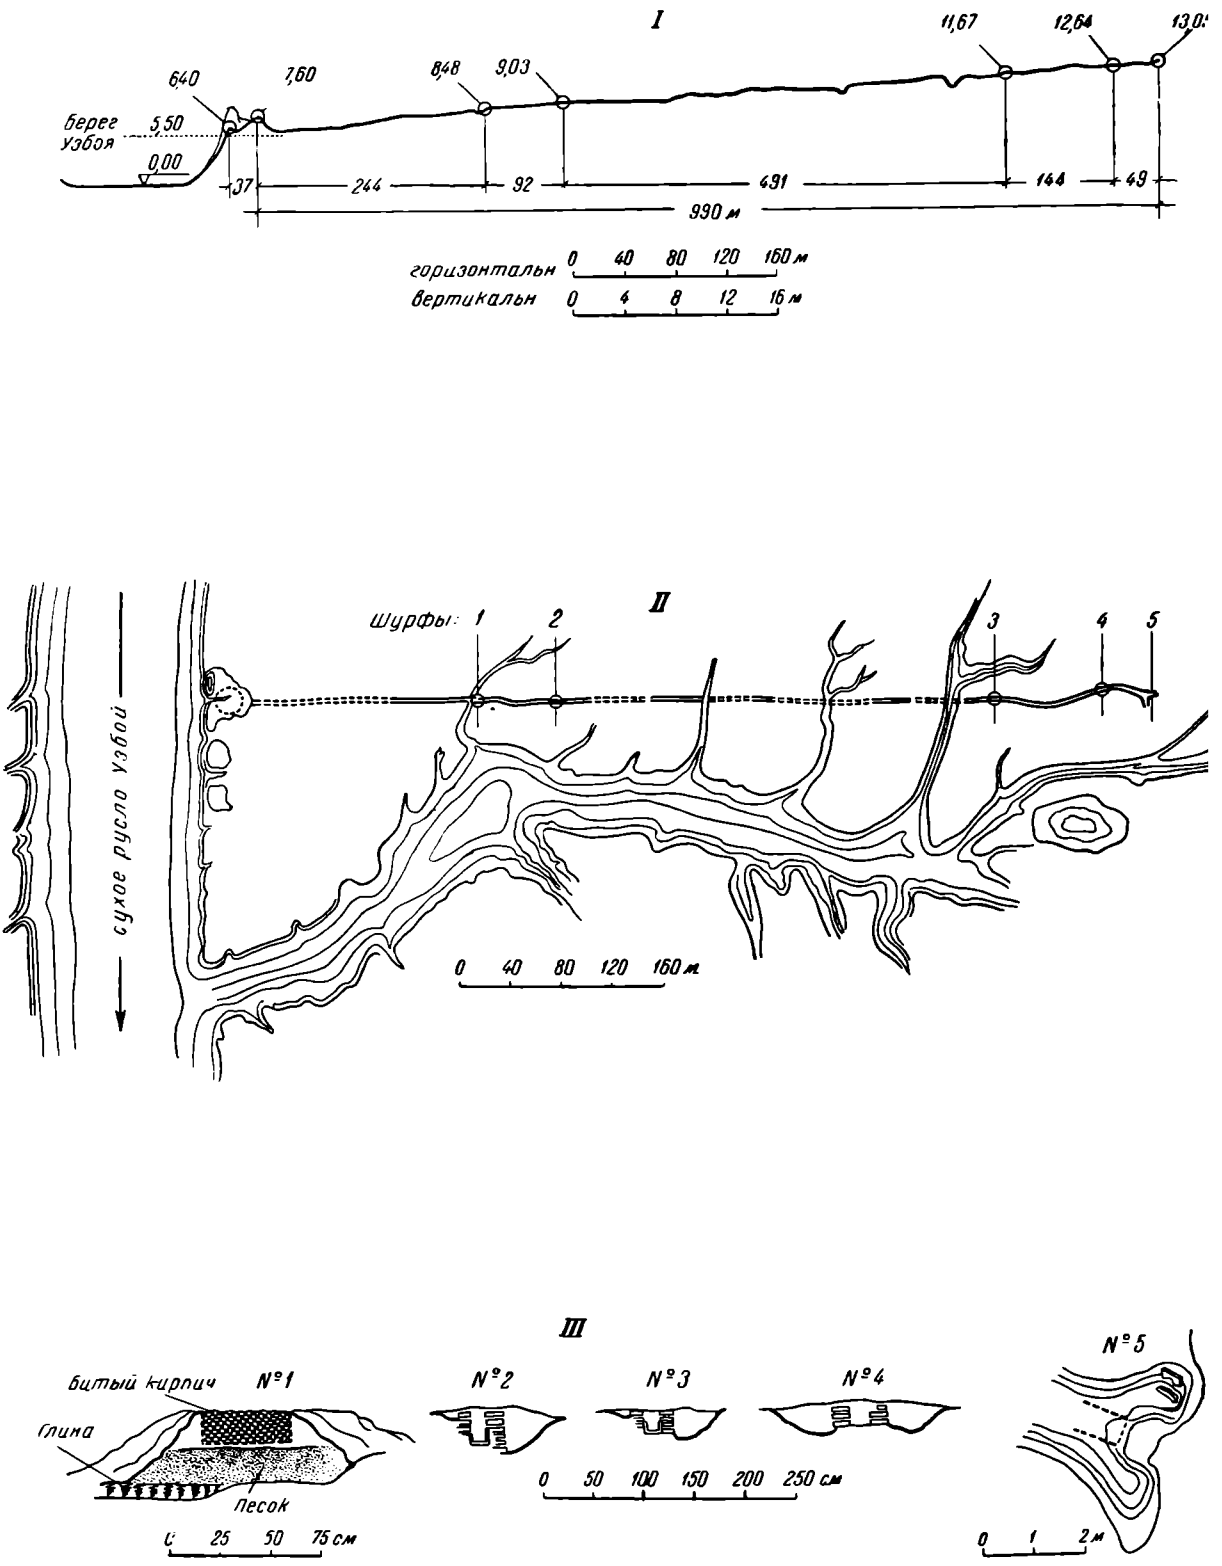 I
11,67 12,64
6,40 7,60 8,48 9,03
берег 5,50
Узбоя
0,00
37 244 92 491 144 49
990 м
горизонтальн 0 40 80 120 160 м
вертикальн 0 4 8 12 16 м
II
Шурфы: 1 2 3 4 5
сухое русло Узбой
0 40 80 120 160 м.
III
Битый кирпич №1 №2 №3 №4 №5
Глина
Песок
0 50 100 150 200 250 см
0 25 50 75 см
0 1 2 м